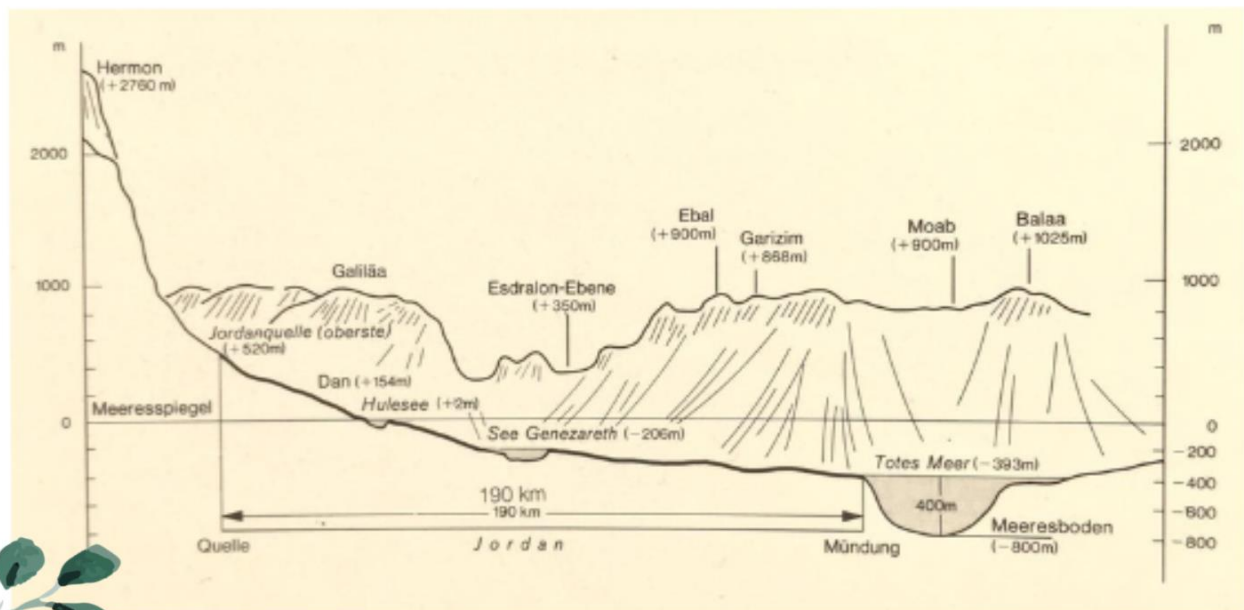 m
m
Hermon
(+2760 m)
2000
2000
Ebal
(+900m)
Garizim
(+868m)
Moab
(+900m)
Balaa
(+1025m)
Galiläa
1000
1000
Esdralon-Ebene
(+350m)
Jordanquelle (oberste)
(+520m)
Dan (+154m)
Hulesee (+2m)
Meeresspiegel
0
0
See Genezareth (-206m)
-200
Totes Meer (-393m)
-400
190 km
190 km
400m
-600
Meeresboden
(-800m)
-800
Quelle
Jordan
Mündung